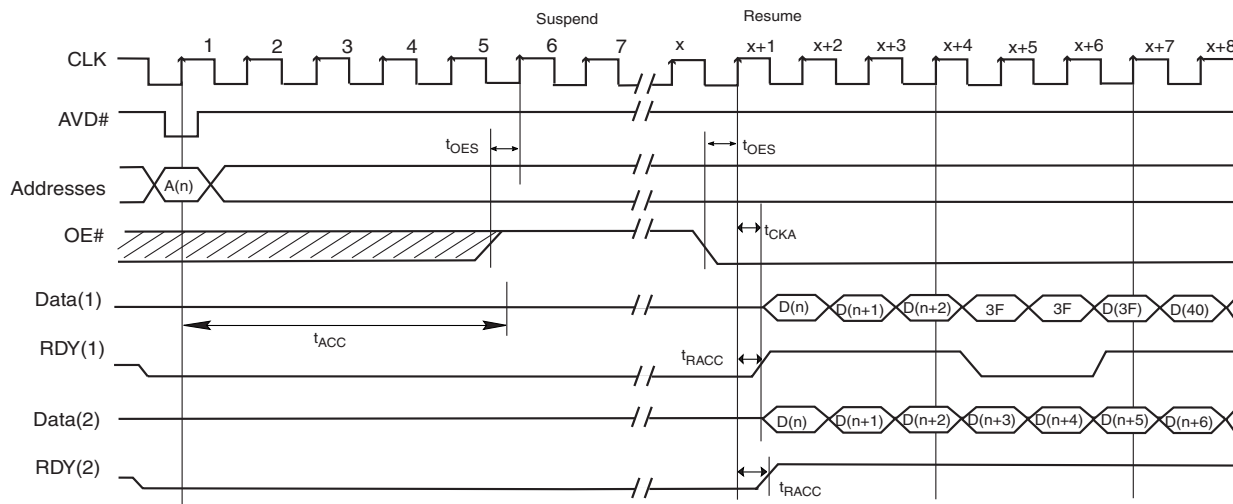 Suspend Resume
CLK 1 2 3 4 5 6 7 x x+1 x+2 x+3 x+4 x+5 x+6 x+7 x+8
AVD#
tOES tOES
Addresses A(n)
OE# tCKA
Data(1) D(n) D(n+1) D(n+2) 3F 3F D(3F) D(40)
tACC
RDY(1) tRACC
Data(2) D(n) D(n+1) D(n+2) D(n+3) D(n+4) D(n+5) D(n+6)
RDY(2)
tRACC